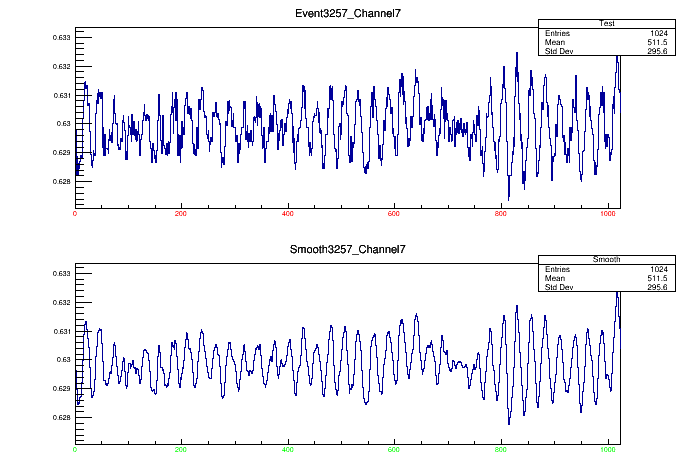 Event3257_Channel7
Test
Entries 1024
Mean 511.5
Std Dev 295.6
0.633
0.632
0.631
0.63
0.629
0.628
0 200 400 600 800 1000
Smooth3257_Channel7
Smooth
Entries 1024
Mean 511.5
Std Dev 295.6
0.633
0.632
0.631
0.63
0.629
0.628
0 200 400 600 800 1000